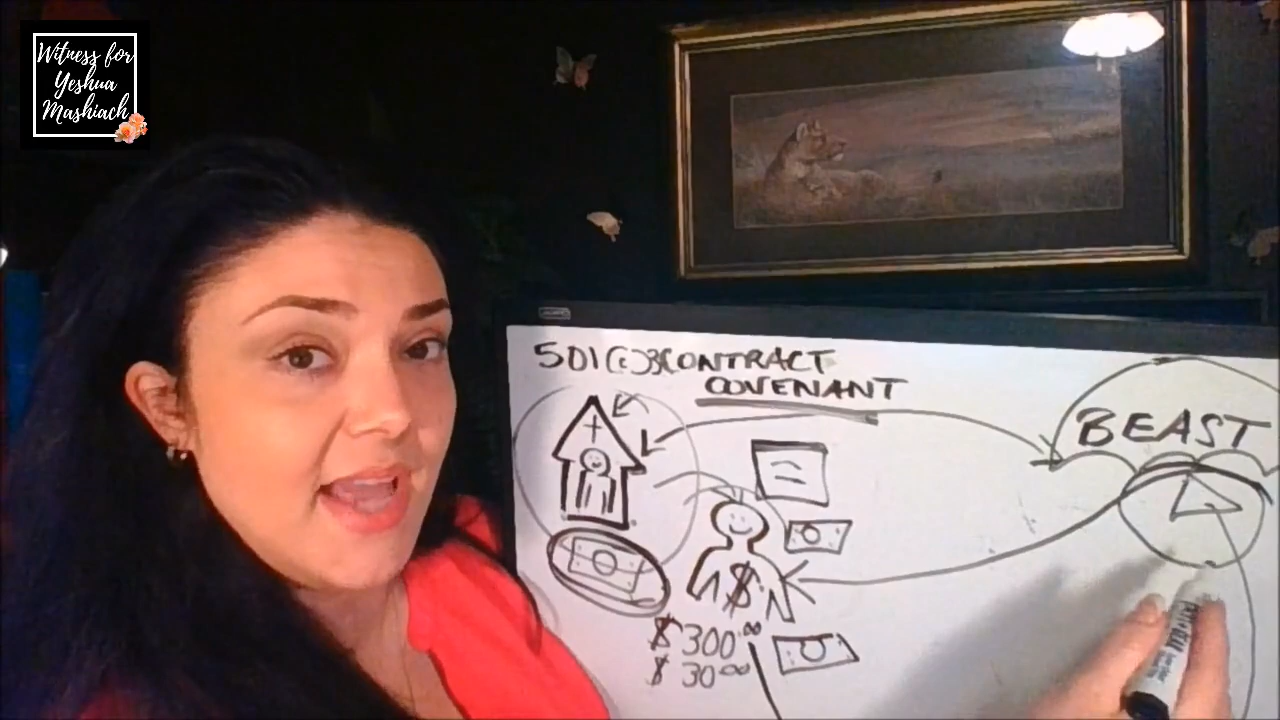 Witness for
Yeshua
Mashiach
501(c)3 CONTRACT
COVENANT
BEAST
$
$300.00
$30.00